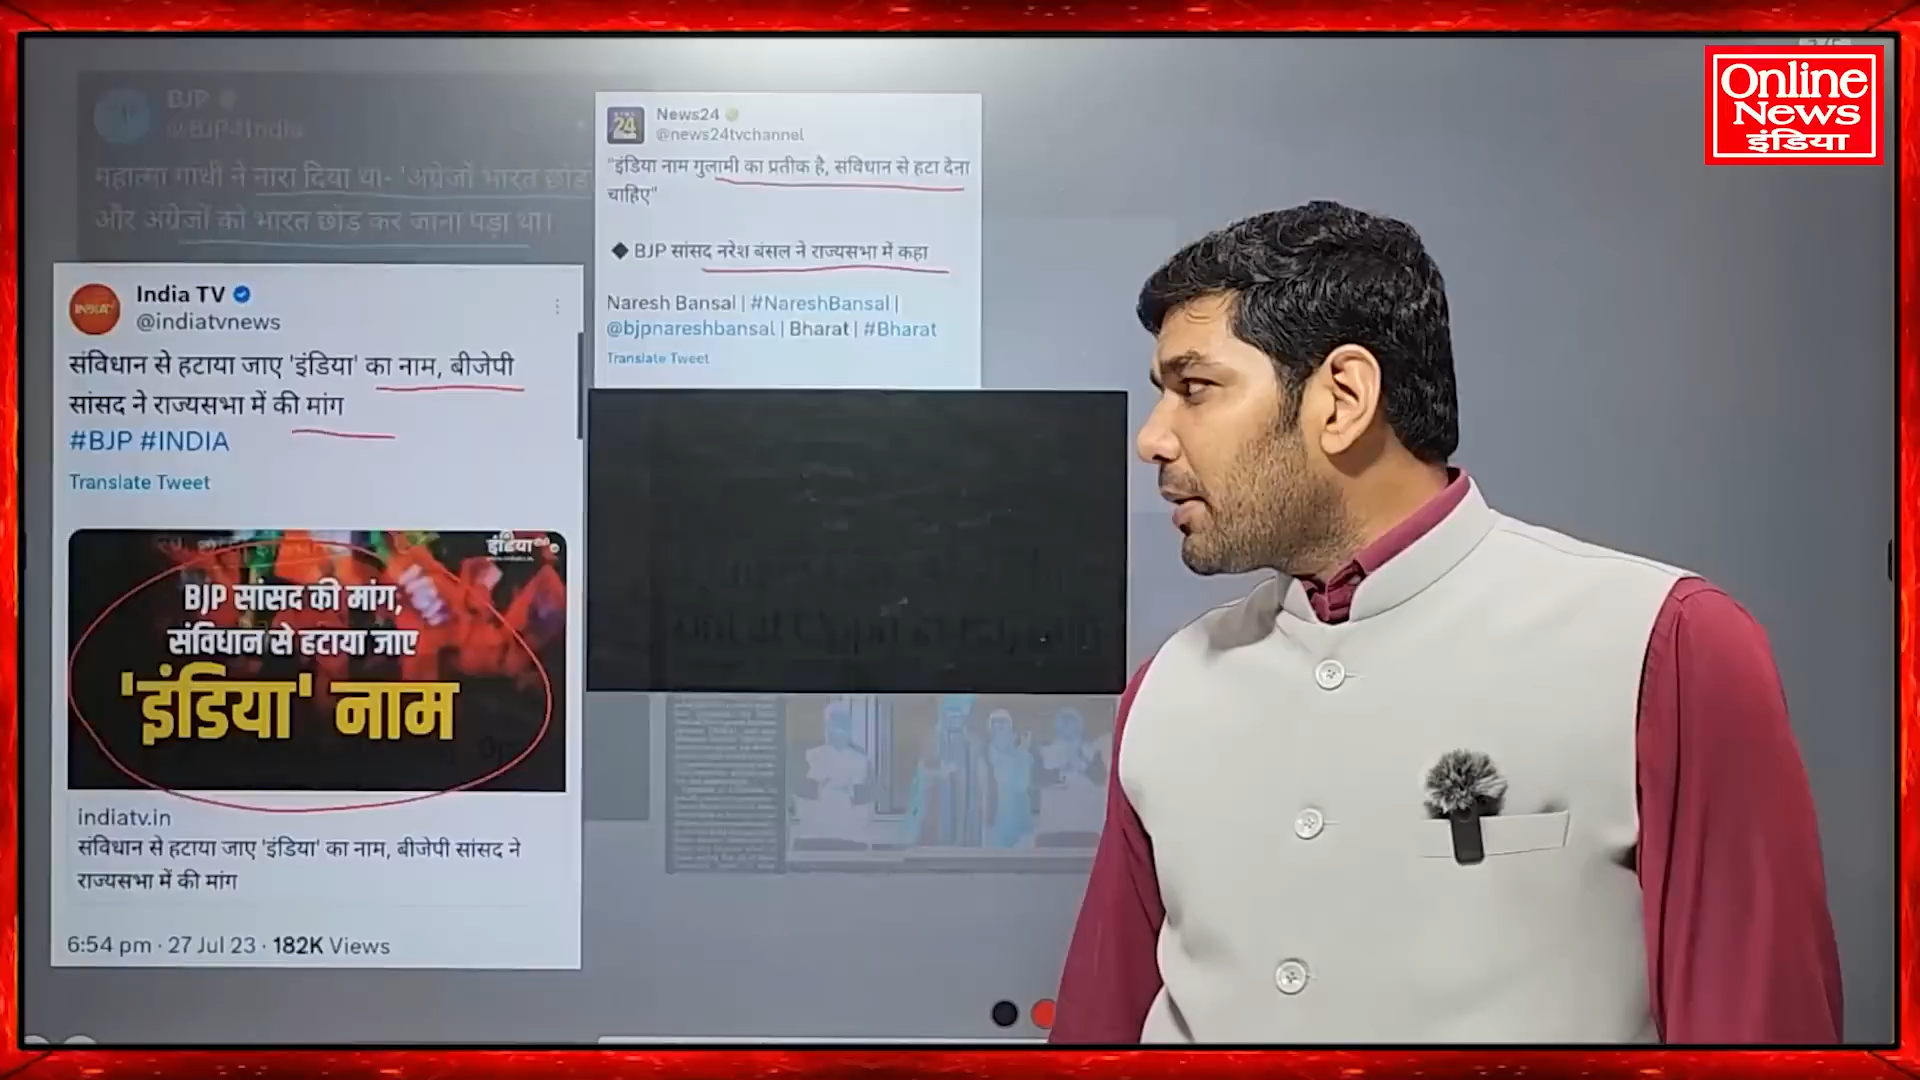 Online
News
इंडिया
BJP
@BJP4India
महात्मा गांधी ने नारा दिया था- 'अंग्रेजों भारत छोड़
और अंग्रेजों को भारत छोड़ कर जाना पड़ा था।
News24
@news24tvchannel
"इंडिया नाम गुलामी का प्रतीक है, संविधान से हटा देना
चाहिए"
◆ BJP सांसद नरेश बंसल ने राज्यसभा में कहा
Naresh Bansal | #NareshBansal |
@bjpnareshbansal | Bharat | #Bharat
Translate Tweet
India TV
@indiatvnews
संविधान से हटाया जाए 'इंडिया' का नाम, बीजेपी
सांसद ने राज्यसभा में की मांग
#BJP #INDIA
Translate Tweet
इंडिया
BJP सांसद की मांग,
संविधान से हटाया जाए
'इंडिया' नाम
indiatv.in
संविधान से हटाया जाए 'इंडिया' का नाम, बीजेपी सांसद ने
राज्यसभा में की मांग
6:54 pm · 27 Jul 23 · 182K Views